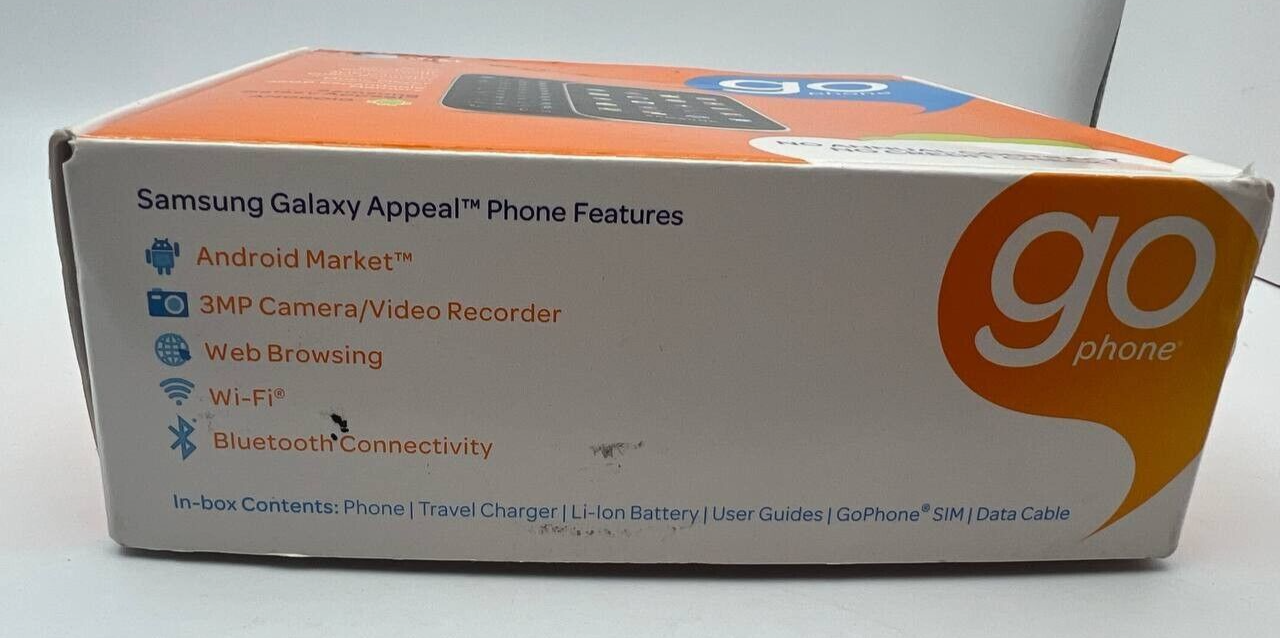 go
phone
Samsung Galaxy Appeal™ Phone Features
Android Market™
3MP Camera/Video Recorder
Web Browsing
Wi-Fi®
Bluetooth Connectivity
go
phone®
In-box Contents: Phone | Travel Charger | Li-Ion Battery | User Guides | GoPhone® SIM | Data Cable